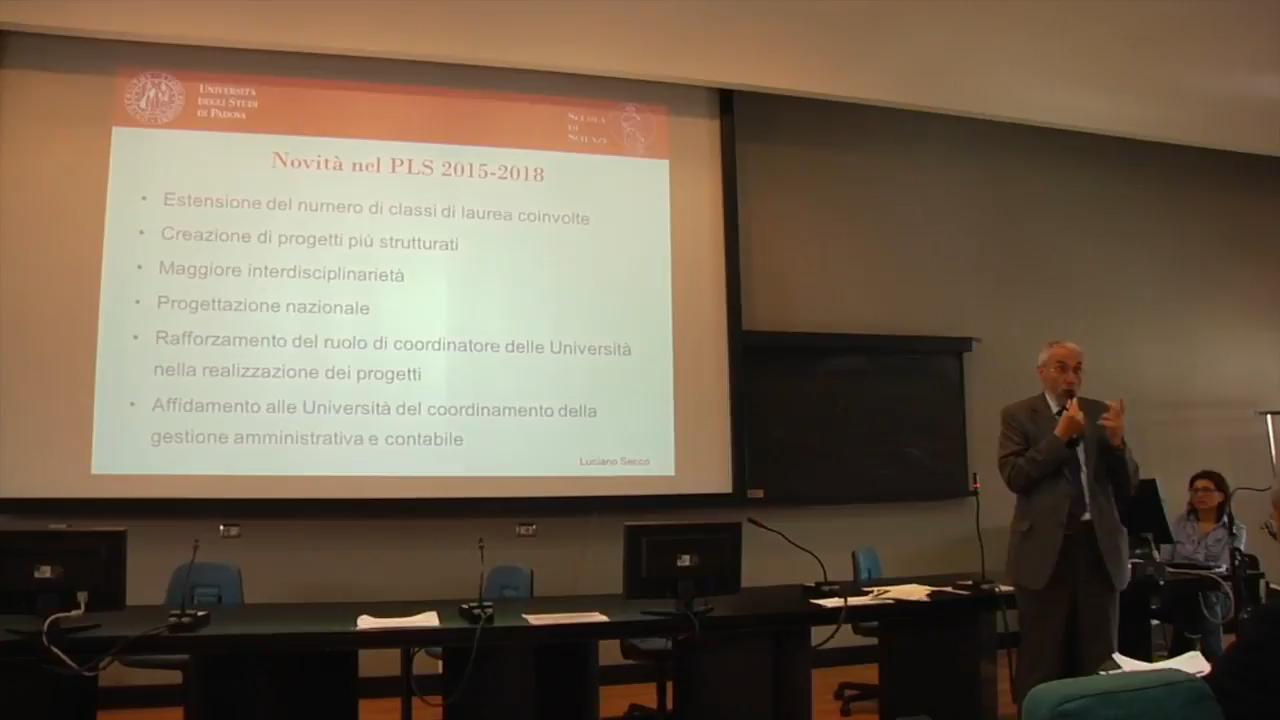 UNIVERSITÀ
DEGLI STUDI
DI PADOVA
SCUOLA
DI
SCIENZE
Novità nel PLS 2015-2018
• Estensione del numero di classi di laurea coinvolte
• Creazione di progetti più strutturati
• Maggiore interdisciplinarietà
• Progettazione nazionale
• Rafforzamento del ruolo di coordinatore delle Università
nella realizzazione dei progetti
• Affidamento alle Università del coordinamento della
gestione amministrativa e contabile
Luciano Secco